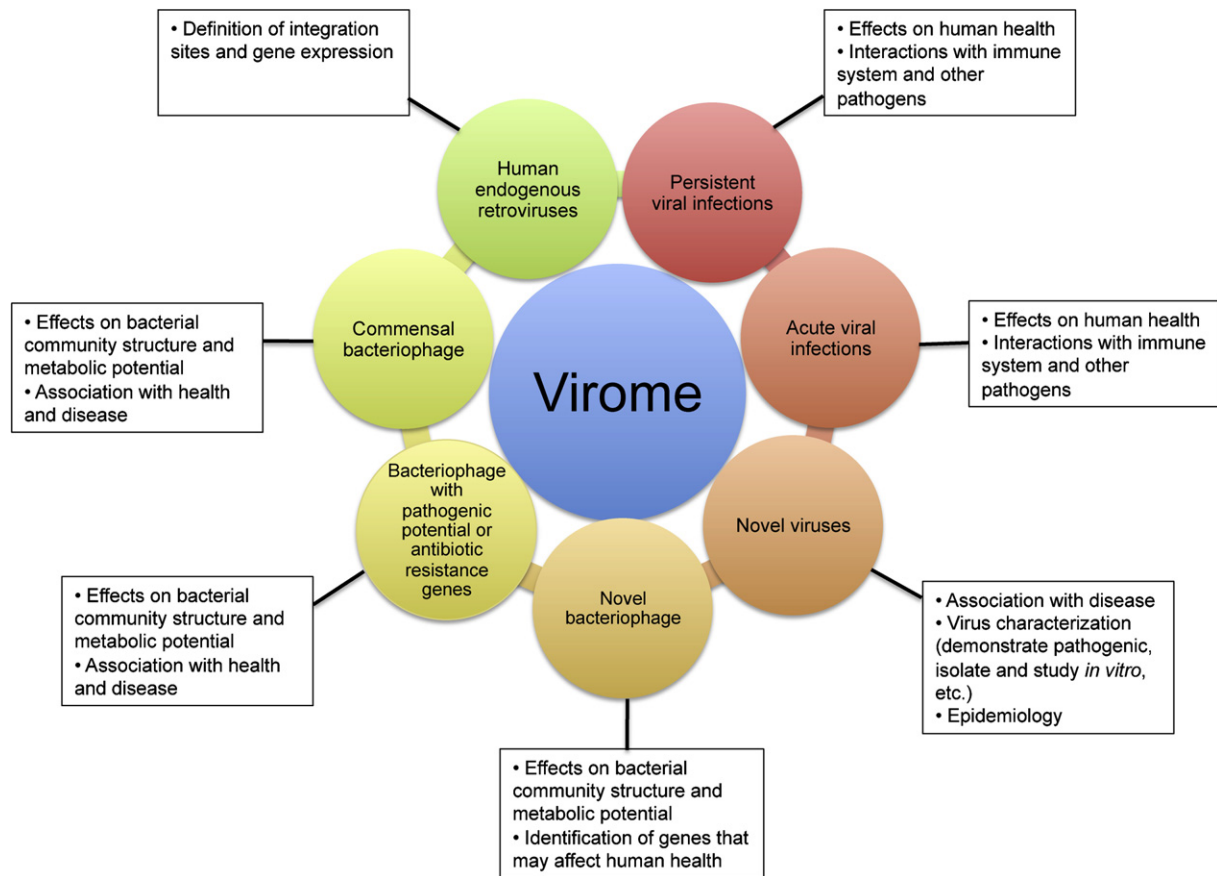 • Definition of integration
sites and gene expression
• Effects on human health
• Interactions with immune
system and other
pathogens
Human
endogenous
retroviruses
Persistent
viral infections
Commensal
bacteriophage
Acute viral
infections
• Effects on bacterial
community structure and
metabolic potential
• Association with health
and disease
• Effects on human health
• Interactions with immune
system and other
pathogens
Virome
Bacteriophage
with
pathogenic
potential or
antibiotic
resistance
genes
Novel viruses
Novel
bacteriophage
• Effects on bacterial
community structure and
metabolic potential
• Association with health
and disease
• Association with disease
• Virus characterization
(demonstrate pathogenic,
isolate and study in vitro,
etc.)
• Epidemiology
• Effects on bacterial
community structure and
metabolic potential
• Identification of genes that
may affect human health